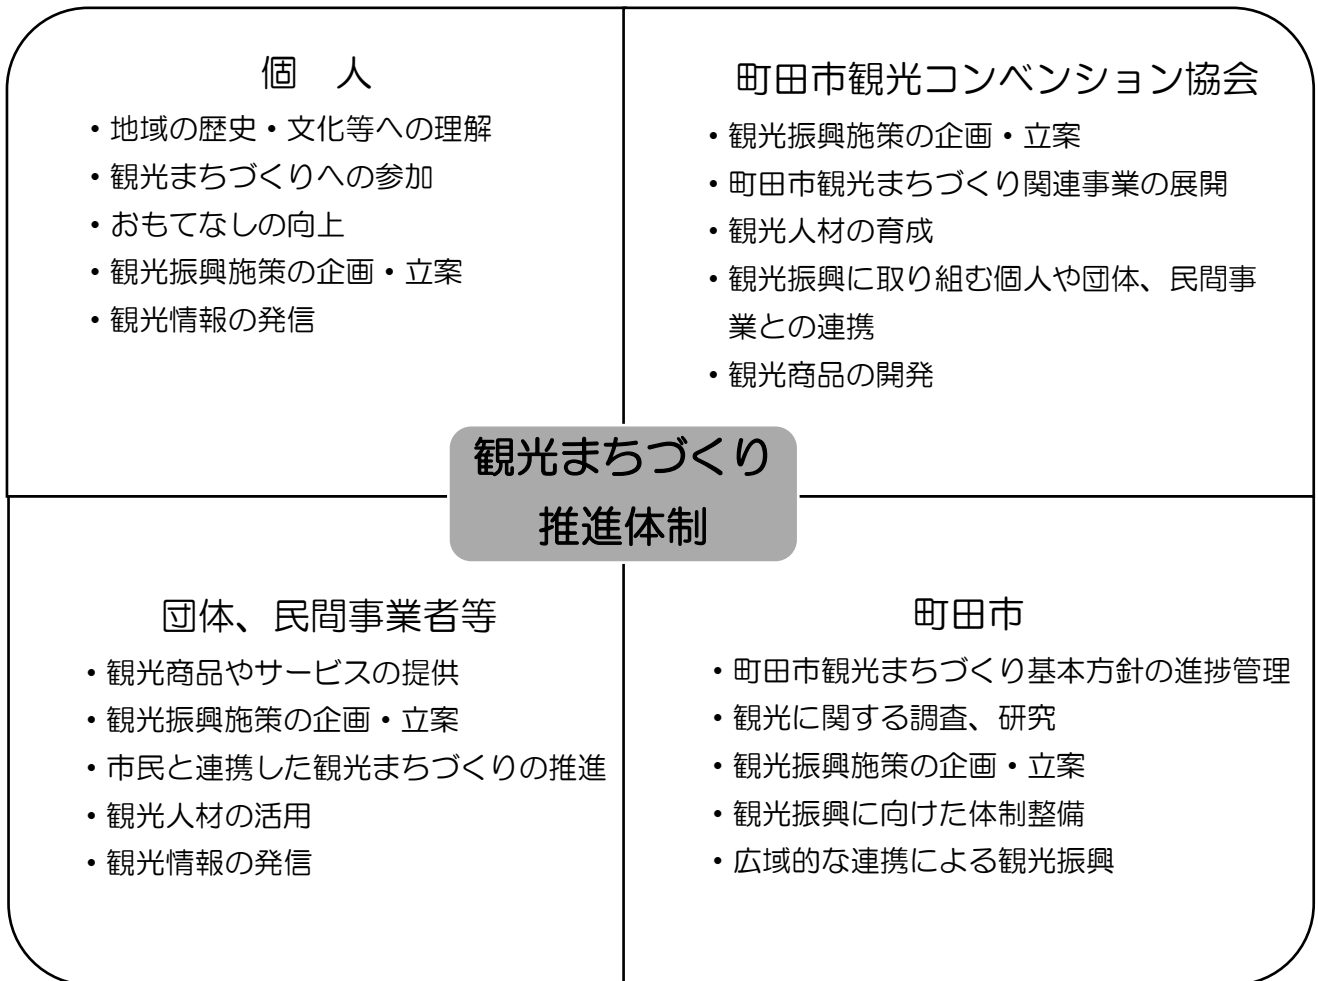 個　人
・地域の歴史・文化等への理解
・観光まちづくりへの参加
・おもてなしの向上
・観光振興施策の企画・立案
・観光情報の発信
町田市観光コンベンション協会
・観光振興施策の企画・立案
・町田市観光まちづくり関連事業の展開
・観光人材の育成
・観光振興に取り組む個人や団体、民間事
業との連携
・観光商品の開発
観光まちづくり
推進体制
団体、民間事業者等
・観光商品やサービスの提供
・観光振興施策の企画・立案
・市民と連携した観光まちづくりの推進
・観光人材の活用
・観光情報の発信
町田市
・町田市観光まちづくり基本方針の進捗管理
・観光に関する調査、研究
・観光振興施策の企画・立案
・観光振興に向けた体制整備
・広域的な連携による観光振興